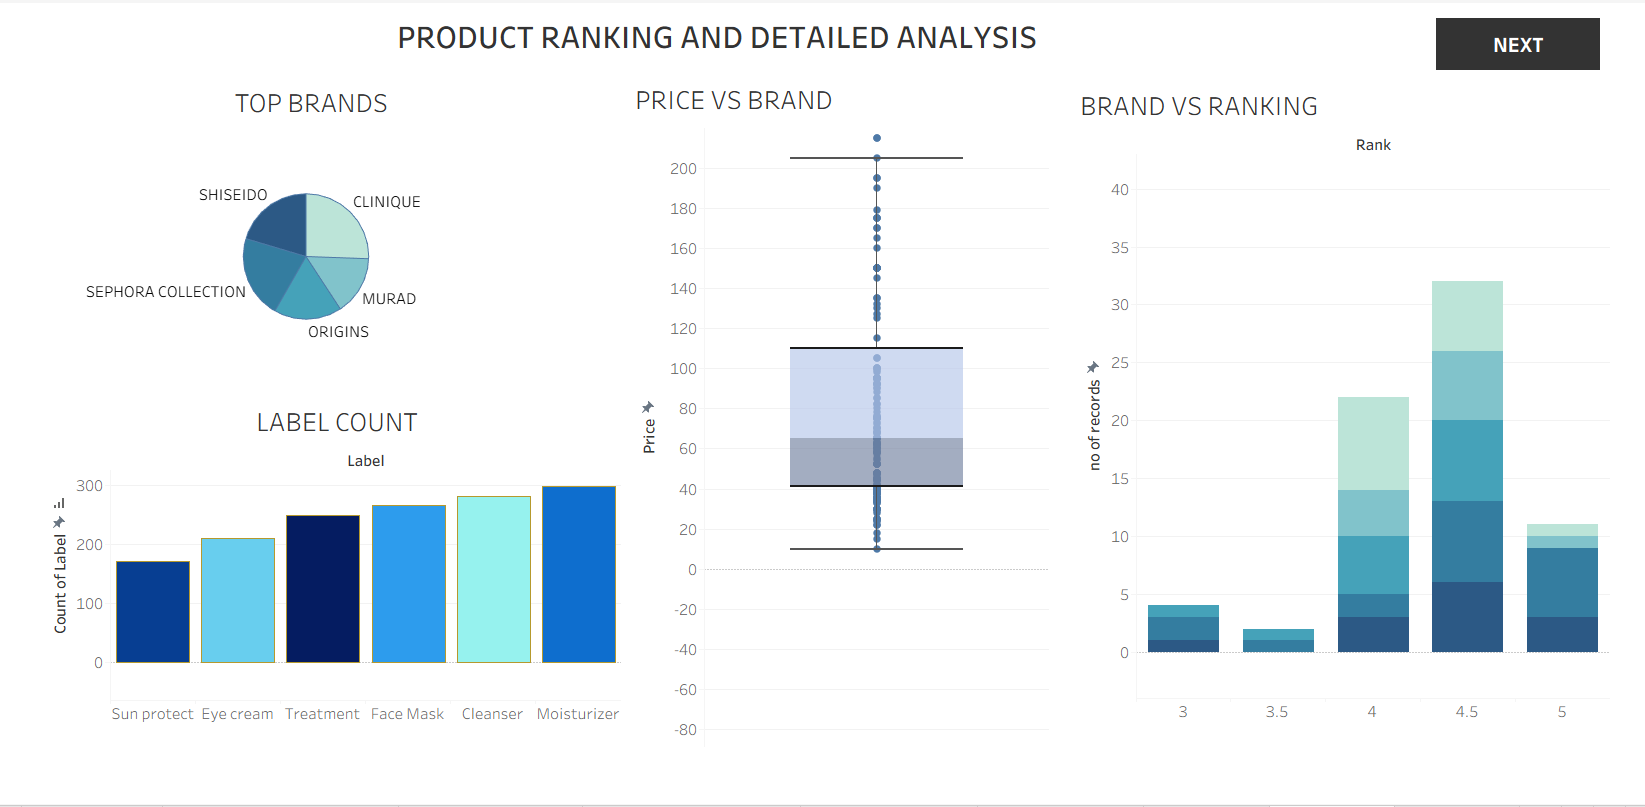 PRODUCT RANKING AND DETAILED ANALYSIS
NEXT
TOP BRANDS
SHISEIDO
CLINIQUE
SEPHORA COLLECTION
MURAD
ORIGINS
LABEL COUNT
Label
Count of Label
300
200
100
0
Sun protect Eye cream Treatment Face Mask Cleanser Moisturizer
PRICE VS BRAND
Price
200
180
160
140
120
100
80
60
40
20
0
-20
-40
-60
-80
BRAND VS RANKING
Rank
no of records
40
35
30
25
20
15
10
5
0
3 3.5 4 4.5 5